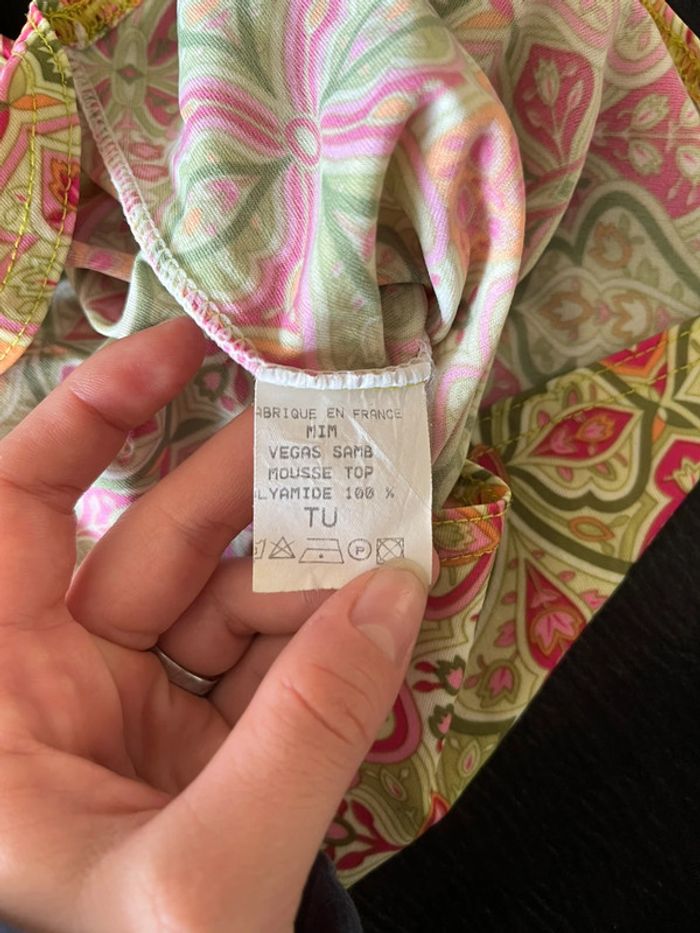 ABRIQUE EN FRANCE
MIM
VEGAS SAMB
MOUSSE TOP
LYAMIDE 100 %
TU
P